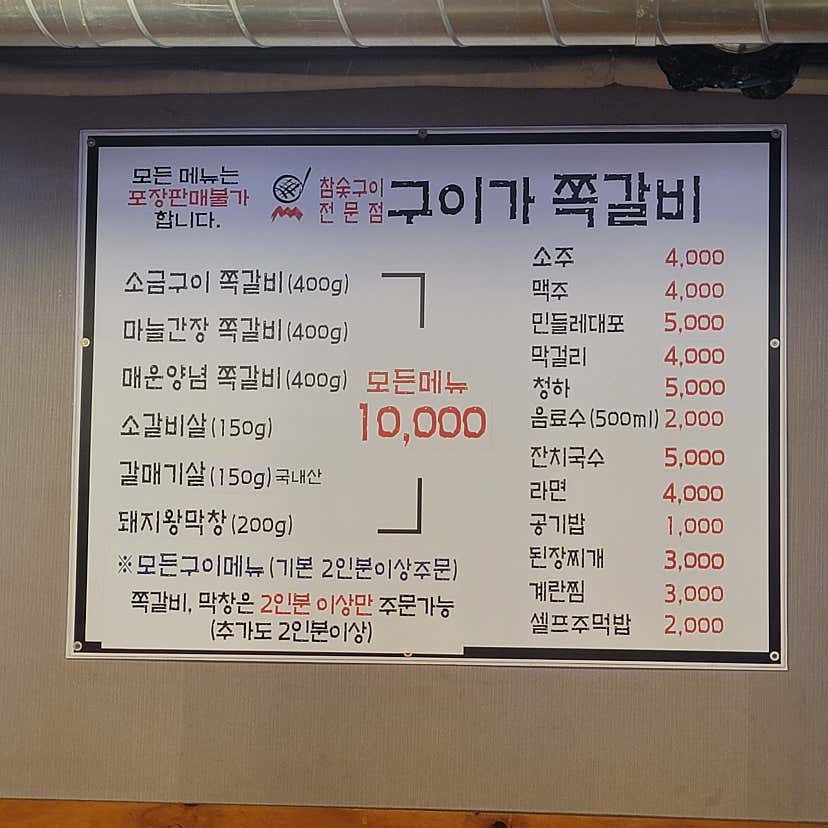 모든 메뉴는
포장판매불가
합니다.
참숯구이
전문점
구이가 쪽갈비
소금구이 쪽갈비(400g)
마늘간장 쪽갈비(400g)
매운양념 쪽갈비(400g)
소갈비살(150g)
갈매기살(150g)국내산
돼지왕막창(200g)
모든메뉴
10,000
※모든구이메뉴(기본 2인분이상주문)
쪽갈비, 막창은 2인분 이상만 주문가능
(추가도 2인분이상)
소주 4,000
맥주 4,000
민들레대포 5,000
막걸리 4,000
청하 5,000
음료수(500ml) 2,000
잔치국수 5,000
라면 4,000
공기밥 1,000
된장찌개 3,000
계란찜 3,000
셀프주먹밥 2,000